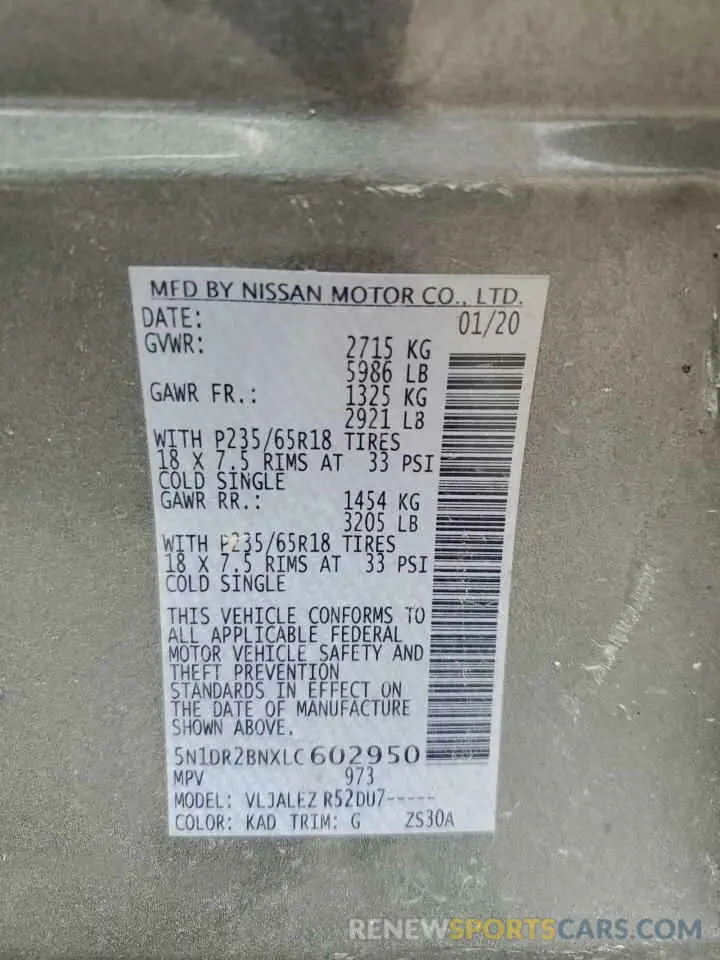 MFD BY NISSAN MOTOR CO., LTD.
DATE: 01/20
GVWR: 2715 KG
5986 LB
GAWR FR.: 1325 KG
2921 LB
WITH P235/65R18 TIRES
18 X 7.5 RIMS AT 33 PSI
COLD SINGLE
GAWR RR.: 1454 KG
3205 LB
WITH P235/65R18 TIRES
18 X 7.5 RIMS AT 33 PSI
COLD SINGLE
THIS VEHICLE CONFORMS TO
ALL APPLICABLE FEDERAL
MOTOR VEHICLE SAFETY AND
THEFT PREVENTION
STANDARDS IN EFFECT ON
THE DATE OF MANUFACTURE
SHOWN ABOVE.
5N1DR2BNXLC602950
MPV 973
MODEL: VLJALEZ R52DU7-----
COLOR: KAD TRIM: G ZS30A
RENEWSPORTSCARS.COM